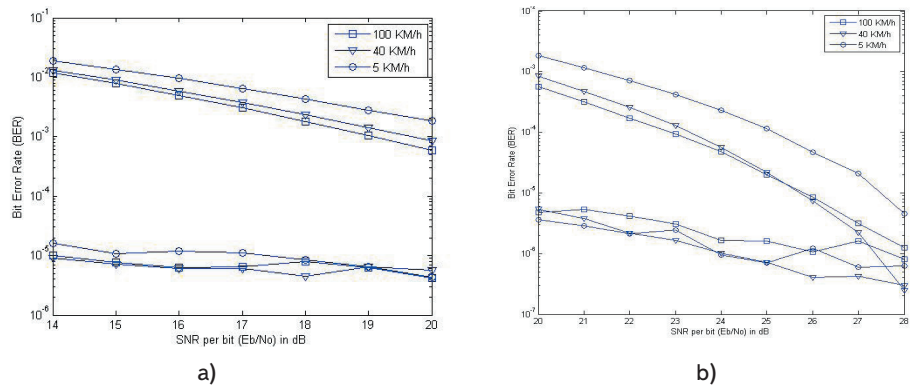 10^-1
10^-2
10^-3
10^-4
10^-5
10^-6
Bit Error Rate (BER)
100 KM/h
40 KM/h
5 KM/h
14 15 16 17 18 19 20
SNR per bit (Eb/No) in dB
a)
10^-2
10^-3
10^-4
10^-5
10^-6
10^-7
Bit Error Rate (BER)
100 KM/h
40 KM/h
5 KM/h
20 21 22 23 24 25 26 27 28
SNR per bit (Eb/No) in dB
b)